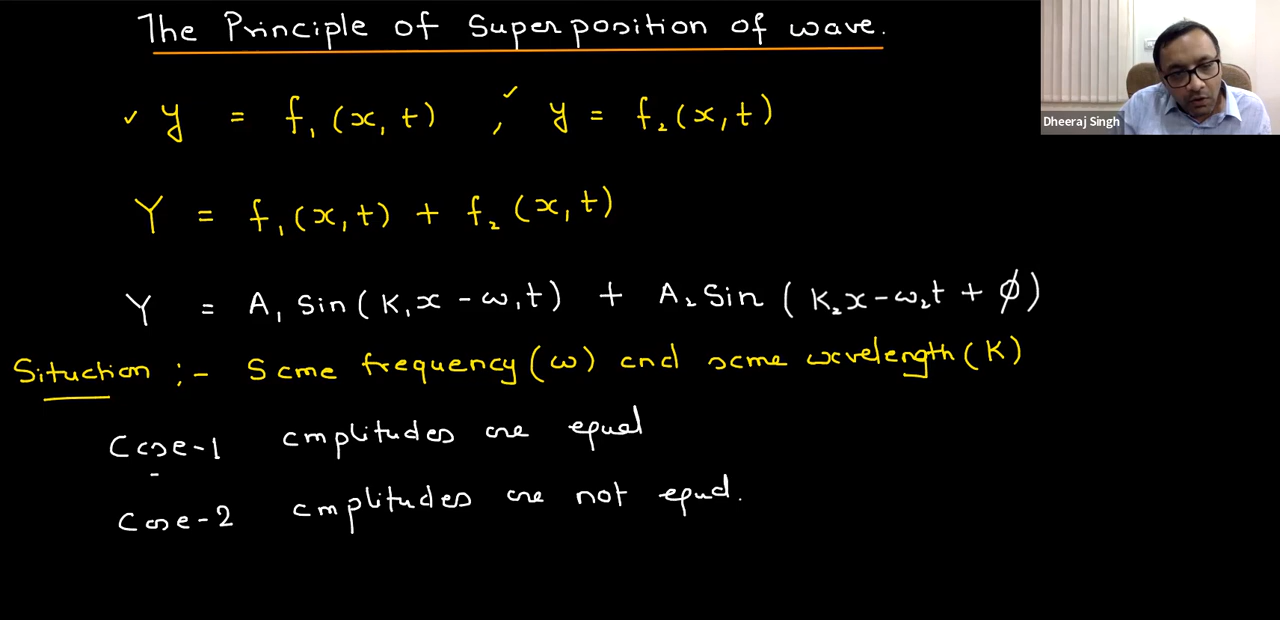 The Principle of Superposition of wave.
✓ y = f₁(x,t) , ✓ y = f₂(x,t)
Dheeraj Singh
Y = f₁(x,t) + f₂(x,t)
Y = A₁ Sin(K₁x - ω₁t) + A₂ Sin(K₂x - ω₂t + ϕ)
Situation :- Same frequency(ω) and same wavelength(K)
Case-1 amplitudes are equal
Case-2 amplitudes are not equal.